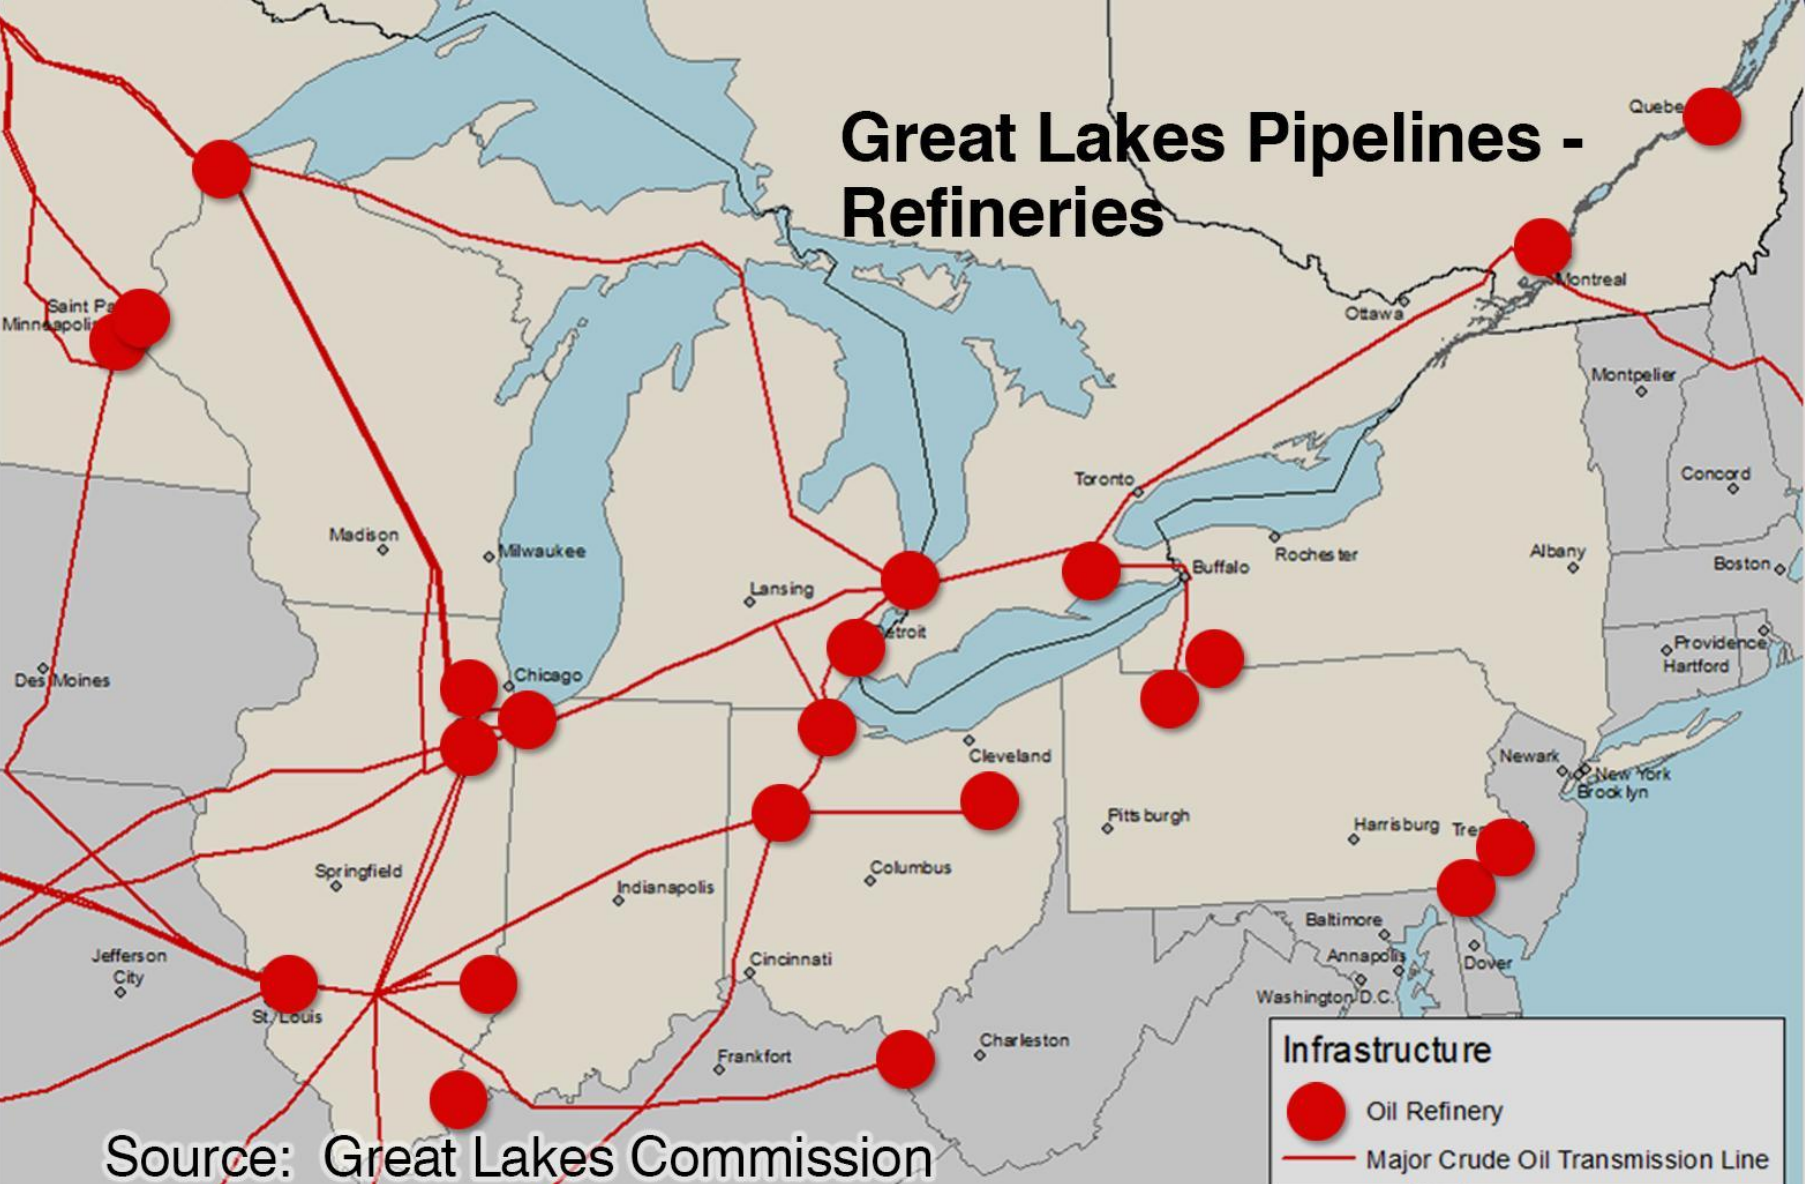 Great Lakes Pipelines -
Refineries
Quebe
Montreal
Ottawa
Saint Pa
Minneapolis
Montpelier
Toronto
Concord
Madison
Milwaukee
Rochester
Albany
Buffalo
Boston
Lansing
etroit
Providence
Hartford
Chicago
Des Moines
Cleveland
Newark
New York
Brooklyn
Pittsburgh
Harrisburg
Tre
Springfield
Columbus
Indianapolis
Baltimore
Jefferson
City
Cincinnati
Annapolis
Dover
Washington D.C.
St. Louis
Charleston
Frankfort
Infrastructure
Oil Refinery
Major Crude Oil Transmission Line
Source: Great Lakes Commission